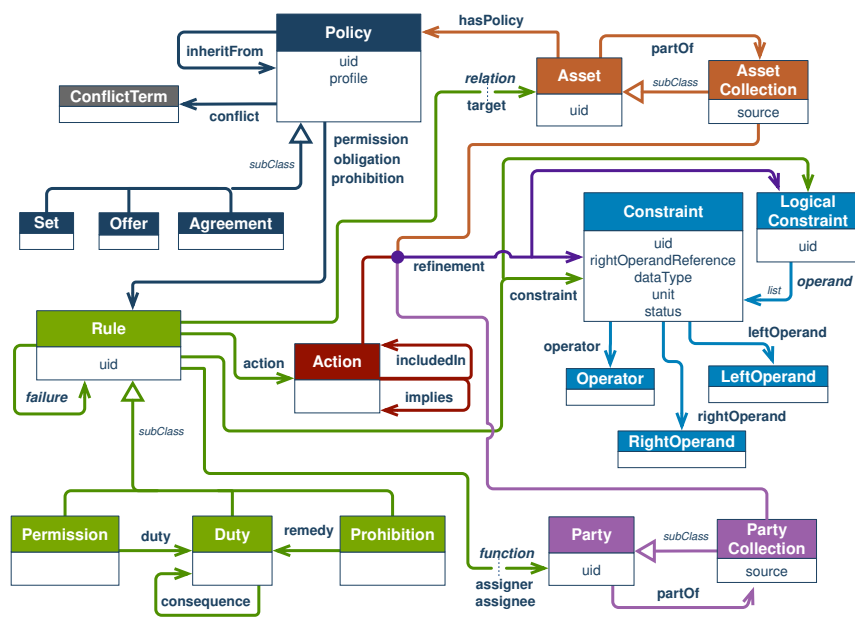 hasPolicy
Policy
inheritFrom
uid
profile
partOf
Asset
uid
Asset
Collection
source
subClass
relation
target
ConflictTerm
conflict
subClass
permission
obligation
prohibition
Set
Offer
Agreement
Constraint
uid
rightOperandReference
dataType
unit
status
Logical
Constraint
uid
refinement
constraint
list
operand
Rule
uid
failure
action
Action
includedIn
implies
operator
Operator
leftOperand
LeftOperand
rightOperand
RightOperand
subClass
Permission
duty
Duty
remedy
Prohibition
consequence
function
assigner
assignee
Party
uid
subClass
Party
Collection
source
partOf